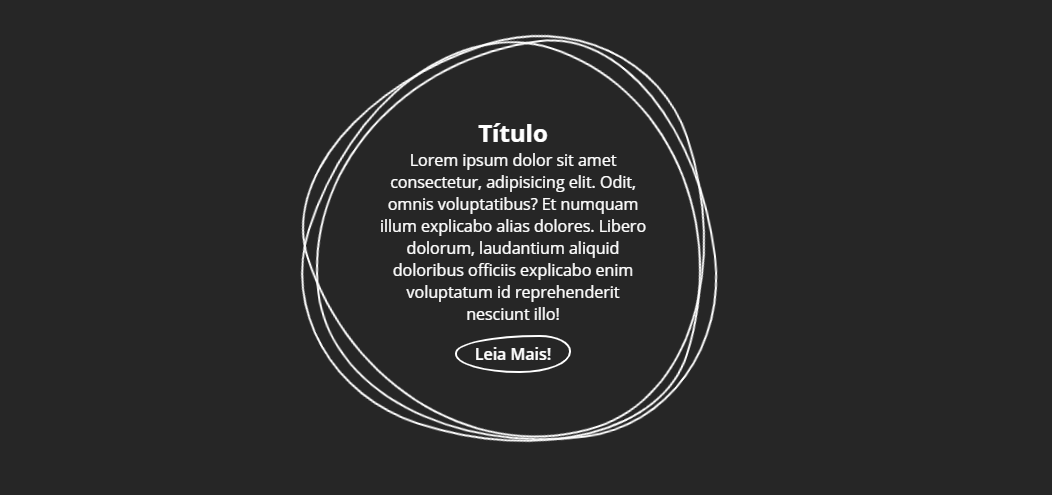 Título
Lorem ipsum dolor sit amet
consectetur, adipisicing elit. Odit,
omnis voluptatibus? Et numquam
illum explicabo alias dolores. Libero
dolorum, laudantium aliquid
doloribus officiis explicabo enim
voluptatum id reprehenderit
nesciunt illo!
Leia Mais!